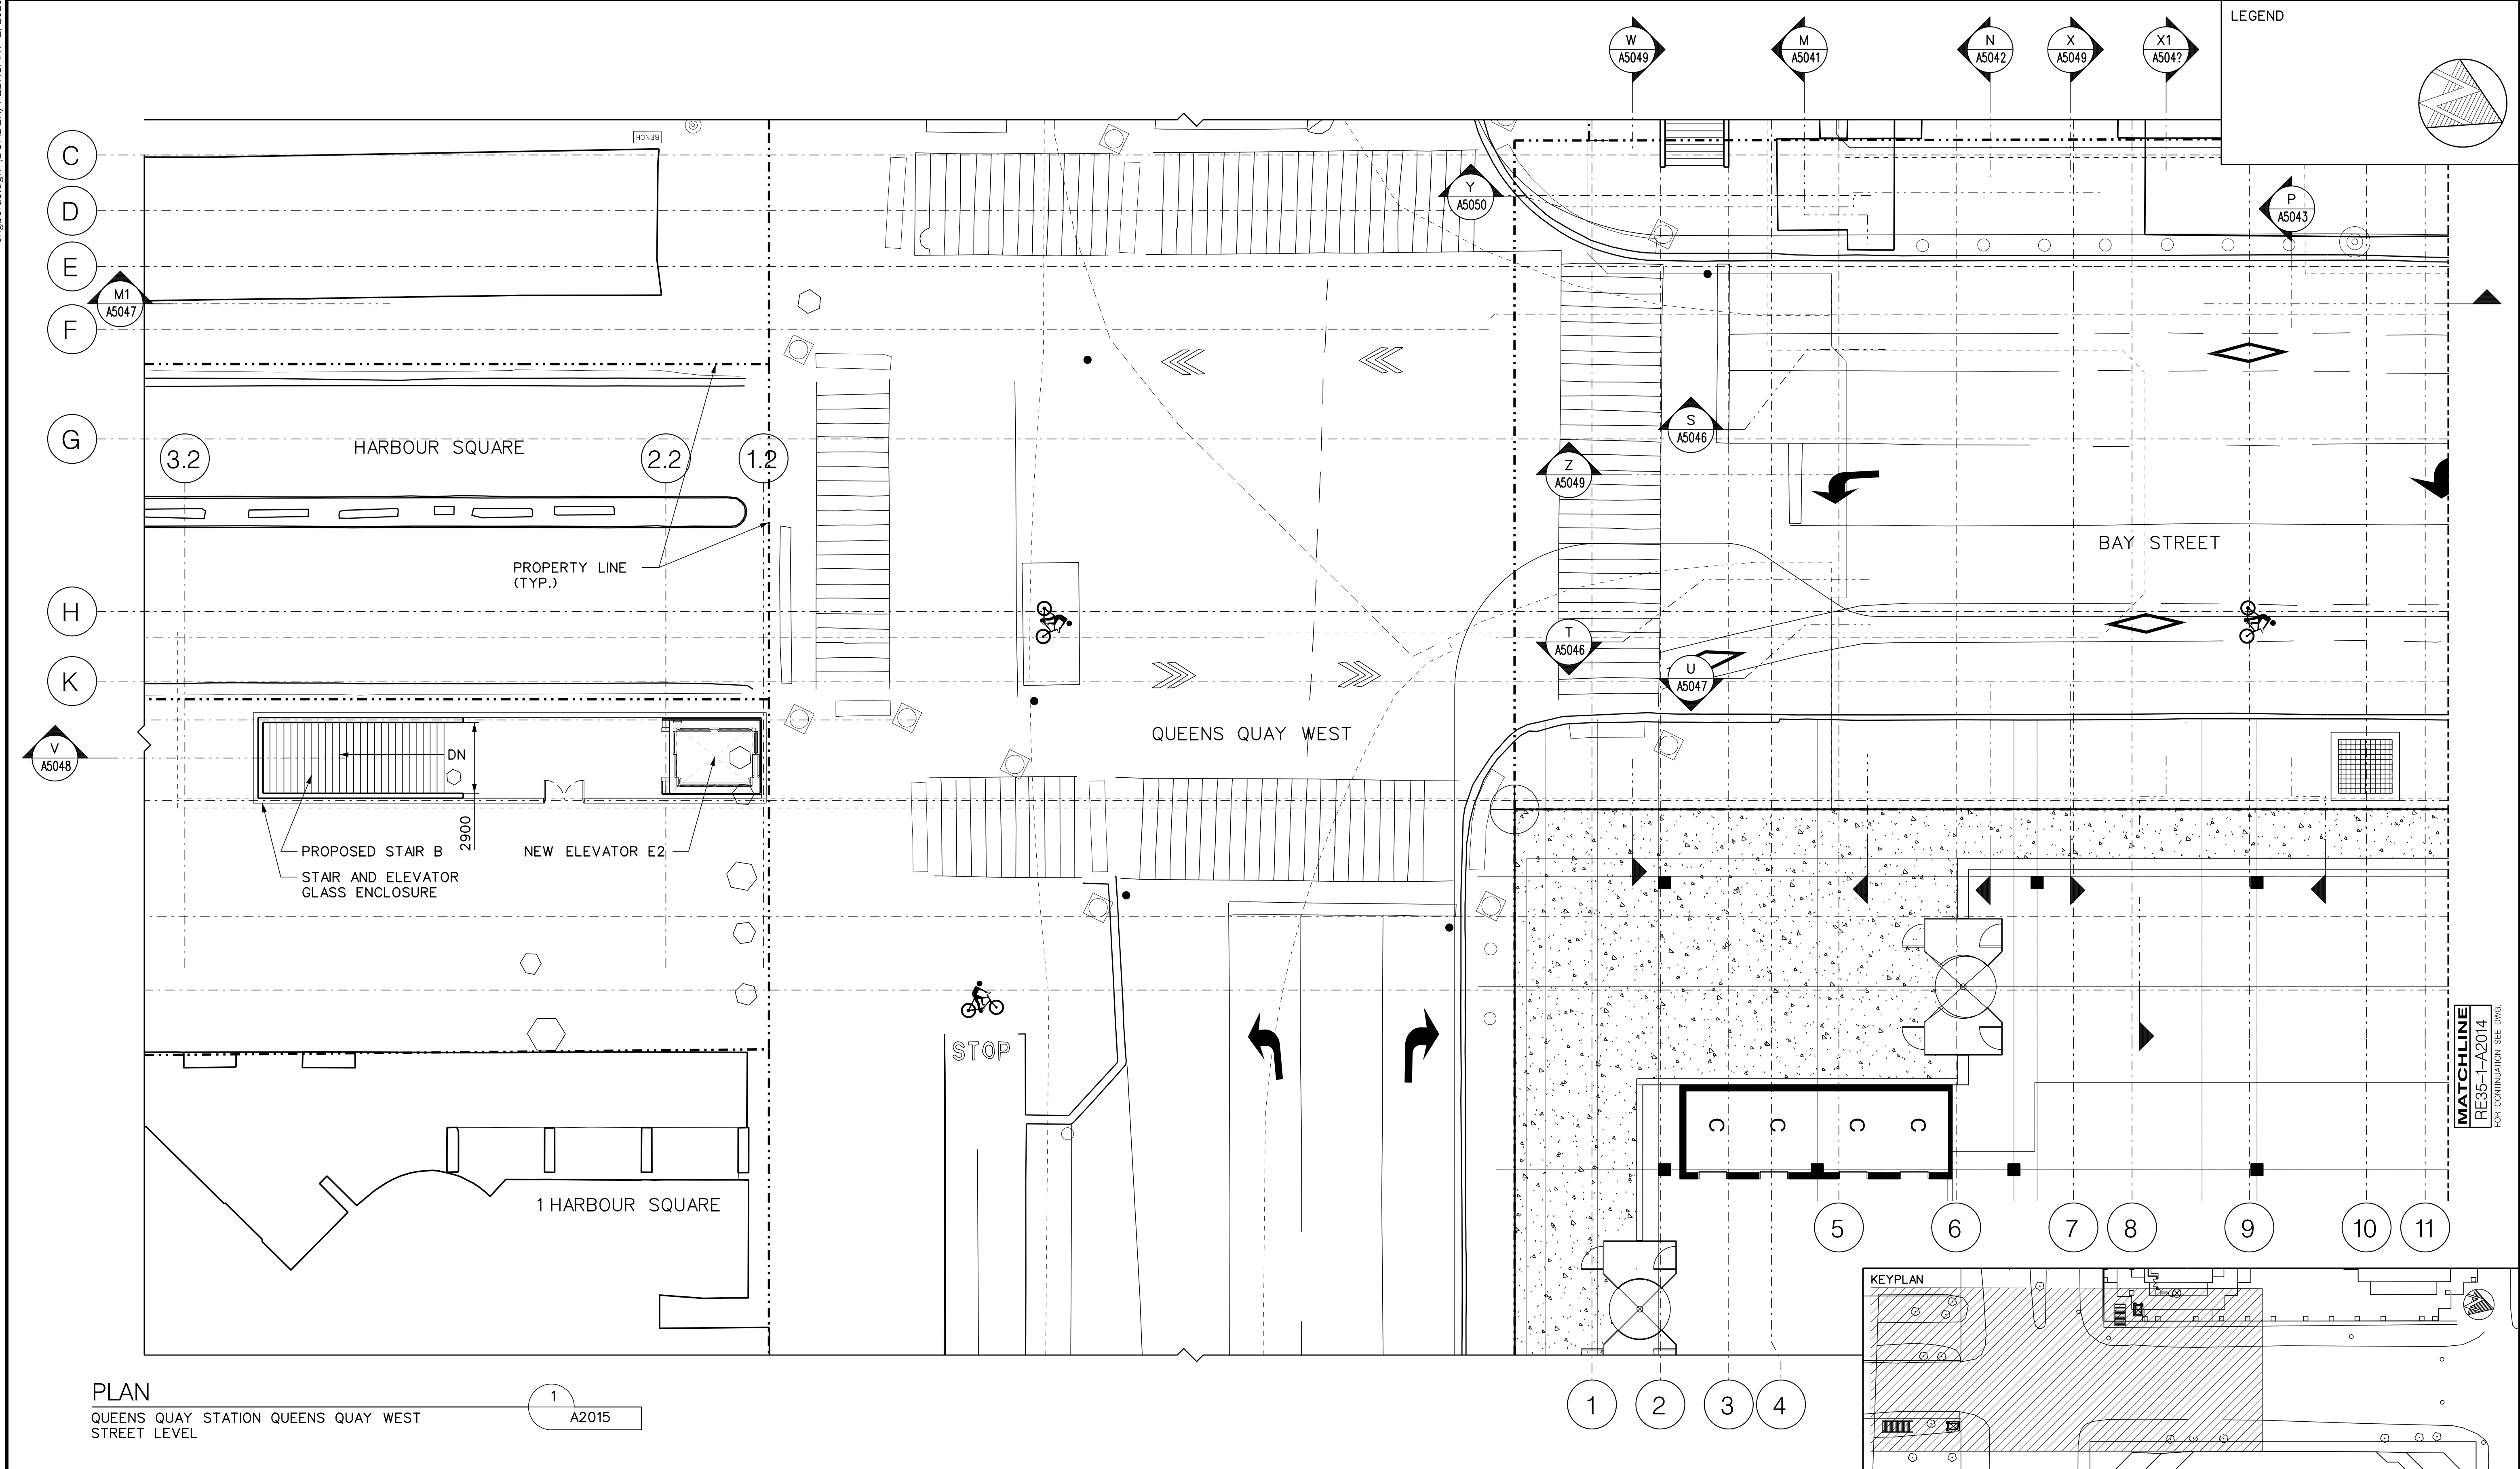 LEGEND
W
A5049
M
A5041
N
A5042
X
A5049
X1
A504?
BENCH
C
D
E
F
G
H
K
Y
A5050
P
A5043
M1
A5047
S
A5046
Z
A5049
T
A5046
U
A5047
V
A5048
HARBOUR SQUARE
3.2
2.2
1.2
PROPERTY LINE
(TYP.)
BAY STREET
QUEENS QUAY WEST
DN
2900
PROPOSED STAIR B
NEW ELEVATOR E2
STAIR AND ELEVATOR
GLASS ENCLOSURE
STOP
C
C
C
C
1 HARBOUR SQUARE
MATCHLINE
RE35-1-A2014
FOR CONTINUATION SEE DWG.
5
6
7
8
9
10
11
1
2
3
4
KEYPLAN
PLAN
QUEENS QUAY STATION QUEENS QUAY WEST
STREET LEVEL
1
A2015